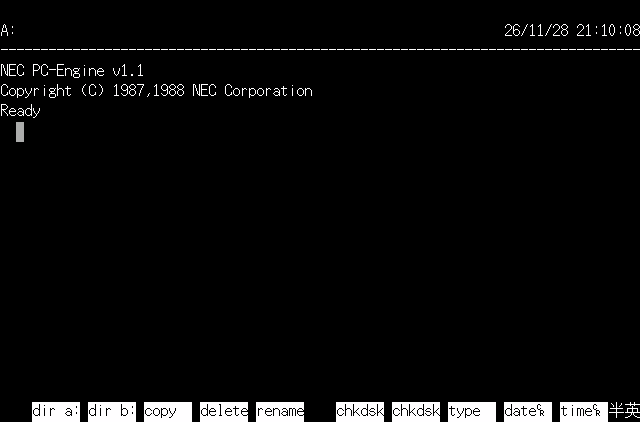 A: 26/11/28 21:10:08
NEC PC-Engine v1.1
Copyright (C) 1987,1988 NEC Corporation
Ready
dir a: dir b: copy delete rename chkdsk chkdsk type date␍ time␍ 半英